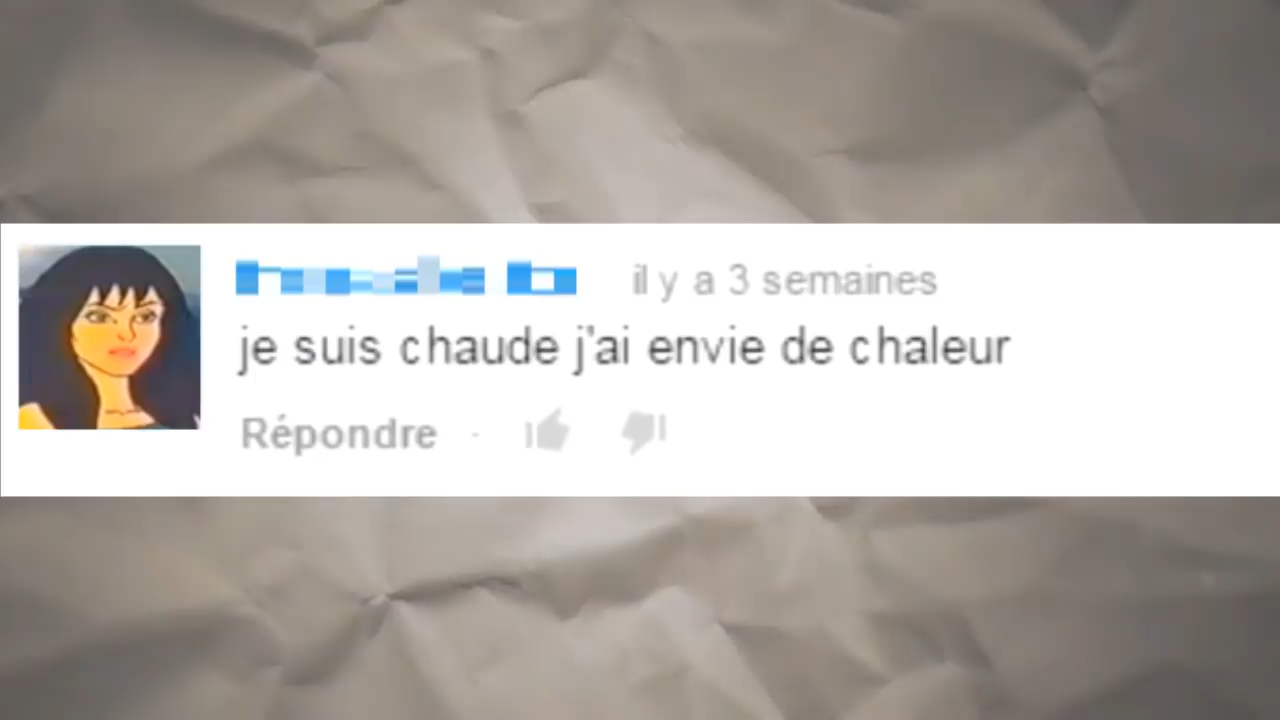 il y a 3 semaines
je suis chaude j'ai envie de chaleur
Répondre